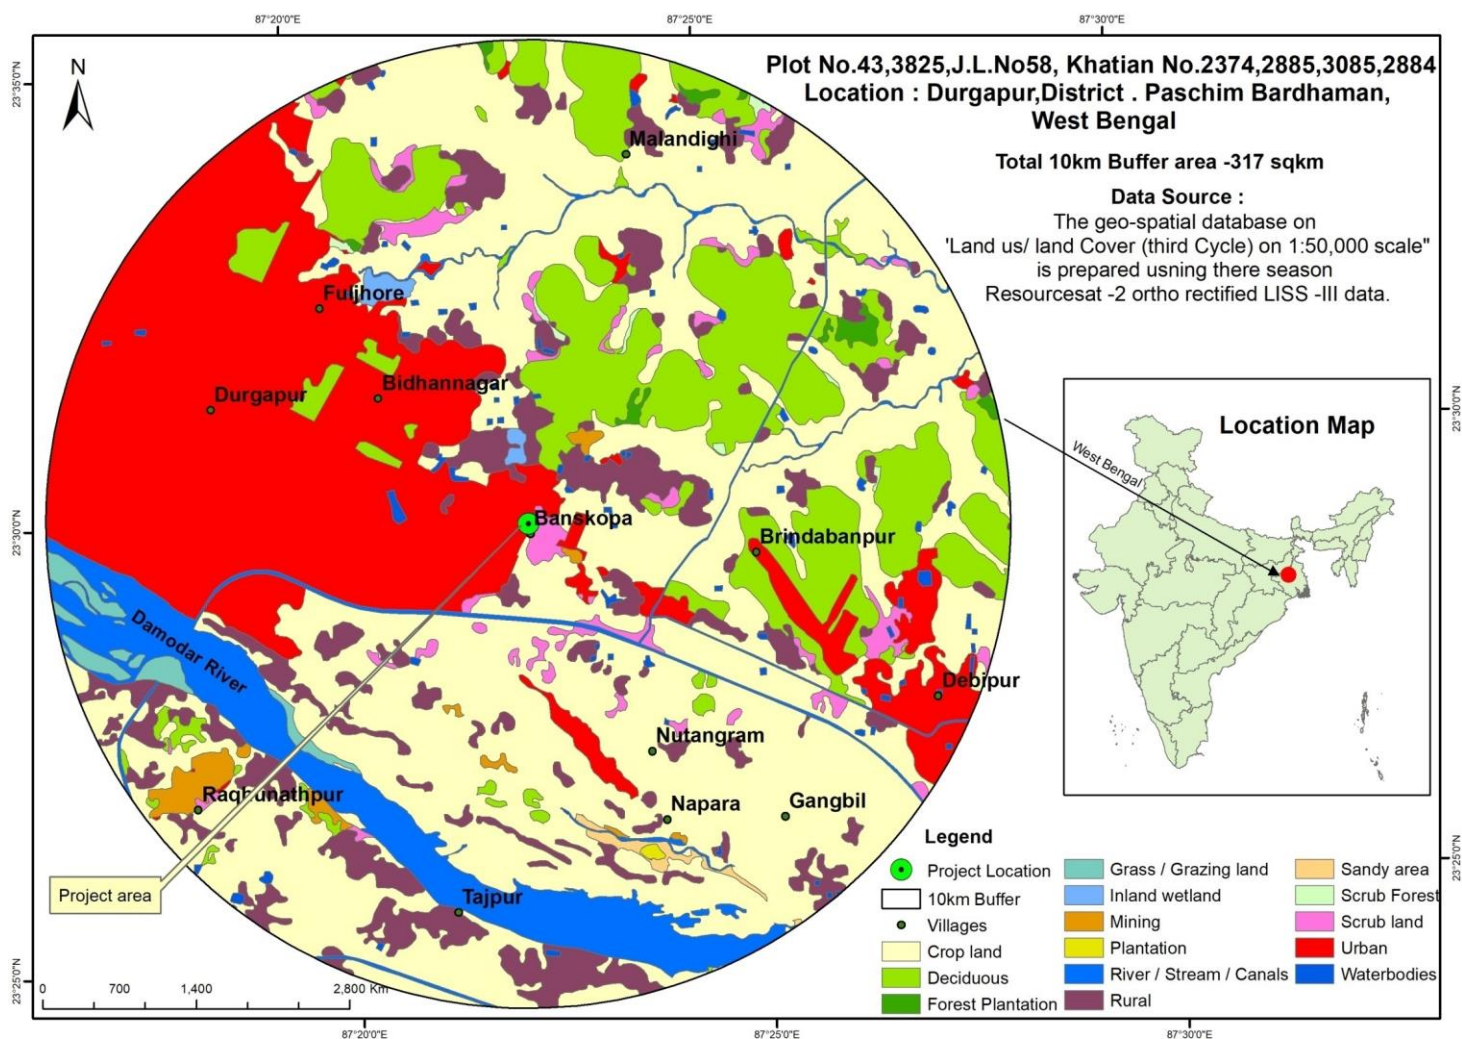 87°20'0"E 87°25'0"E 87°30'0"E
23°35'0"N
N
Plot No.43,3825,J.L.No58, Khatian No.2374,2885,3085,2884
Location : Durgapur,District . Paschim Bardhaman,
West Bengal
Total 10km Buffer area -317 sqkm
Data Source :
The geo-spatial database on
'Land us/ land Cover (third Cycle) on 1:50,000 scale"
is prepared usning there season
Resourcesat -2 ortho rectified LISS -III data.
Malandighi
Fuljhore
Durgapur
Bidhannagar
Banskopa
Brindabanpur
Damodar River
Debipur
Nutangram
Raghunathpur
Napara
Gangbil
Tajpur
Project area
23°30'0"N
23°30'0"N
Location Map
West Bengal
Legend
Project Location
10km Buffer
Villages
Crop land
Deciduous
Forest Plantation
Grass / Grazing land
Inland wetland
Mining
Plantation
River / Stream / Canals
Rural
Sandy area
Scrub Forest
Scrub land
Urban
Waterbodies
23°25'0"N
23°25'0"N
0 700 1,400 2,800 Km
87°20'0"E 87°25'0"E 87°30'0"E